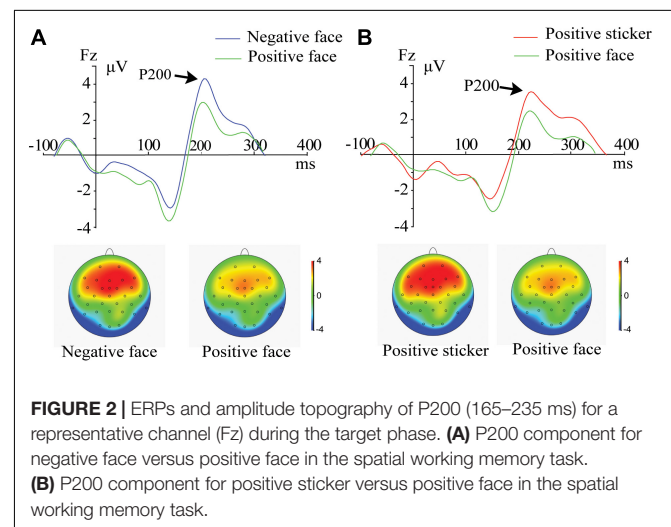 A
Fz
µV
Negative face
Positive face
P200
4
2
-2
-4
-100
100
200
300
400
ms
B
Fz
µV
Positive sticker
Positive face
P200
4
2
-2
-4
-100
100
200
300
400
ms
4
0
-4
Negative face
Positive face
4
0
-4
Positive sticker
Positive face
FIGURE 2 | ERPs and amplitude topography of P200 (165–235 ms) for a
representative channel (Fz) during the target phase. (A) P200 component for
negative face versus positive face in the spatial working memory task.
(B) P200 component for positive sticker versus positive face in the spatial
working memory task.